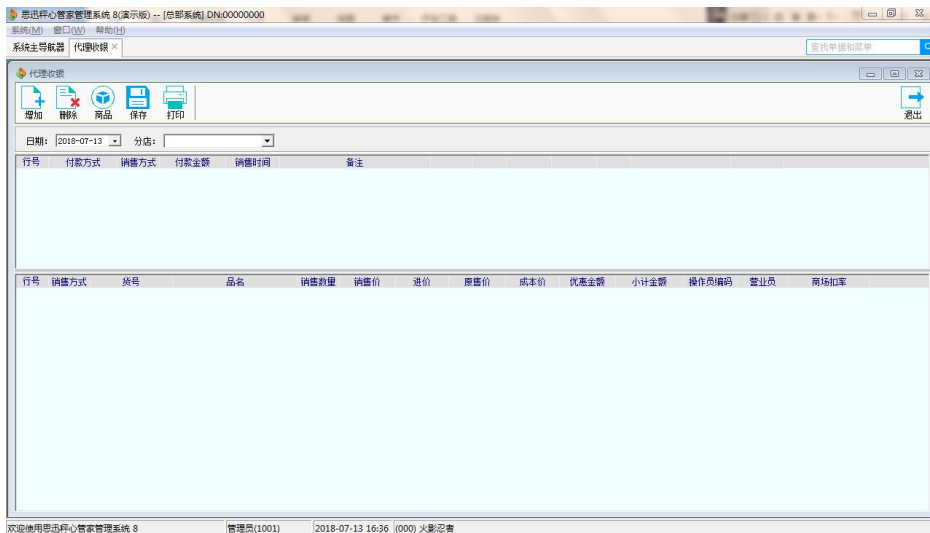 思迅秤心管家管理系统 8(演示版) -- [总部系统] DN:00000000
系统(M) 窗口(W) 帮助(H)
系统主导航器 代理收银 × 查找单据和菜单
代理收银
增加 删除 商品 保存 打印 退出
日期: 2018-07-13 分店:
行号 付款方式 销售方式 付款金额 销售时间 备注
行号 销售方式 货号 品名 销售数量 销售价 进价 原售价 成本价 优惠金额 小计金额 操作员编码 营业员 商场扣率
欢迎使用思迅秤心管家管理系统 8 管理员(1001) 2018-07-13 16:36 (000) 火影忍者